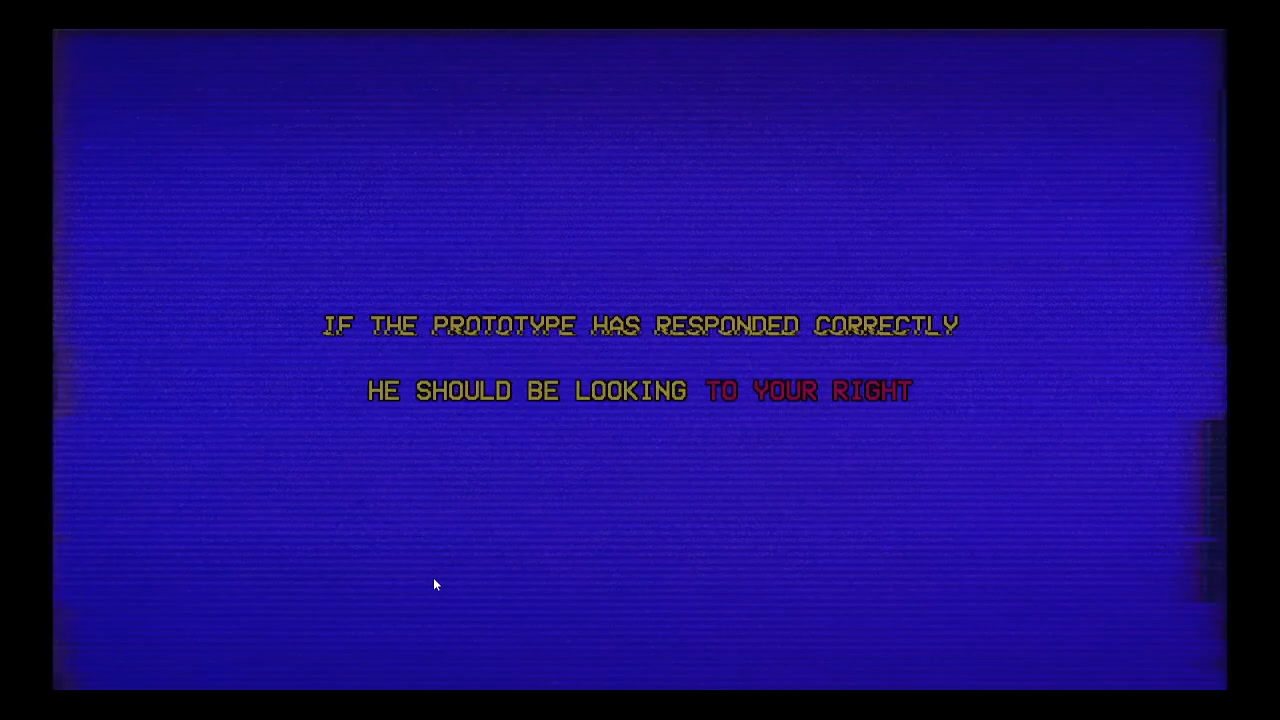 IF THE PROTOTYPE HAS RESPONDED CORRECTLY
HE SHOULD BE LOOKING TO YOUR RIGHT